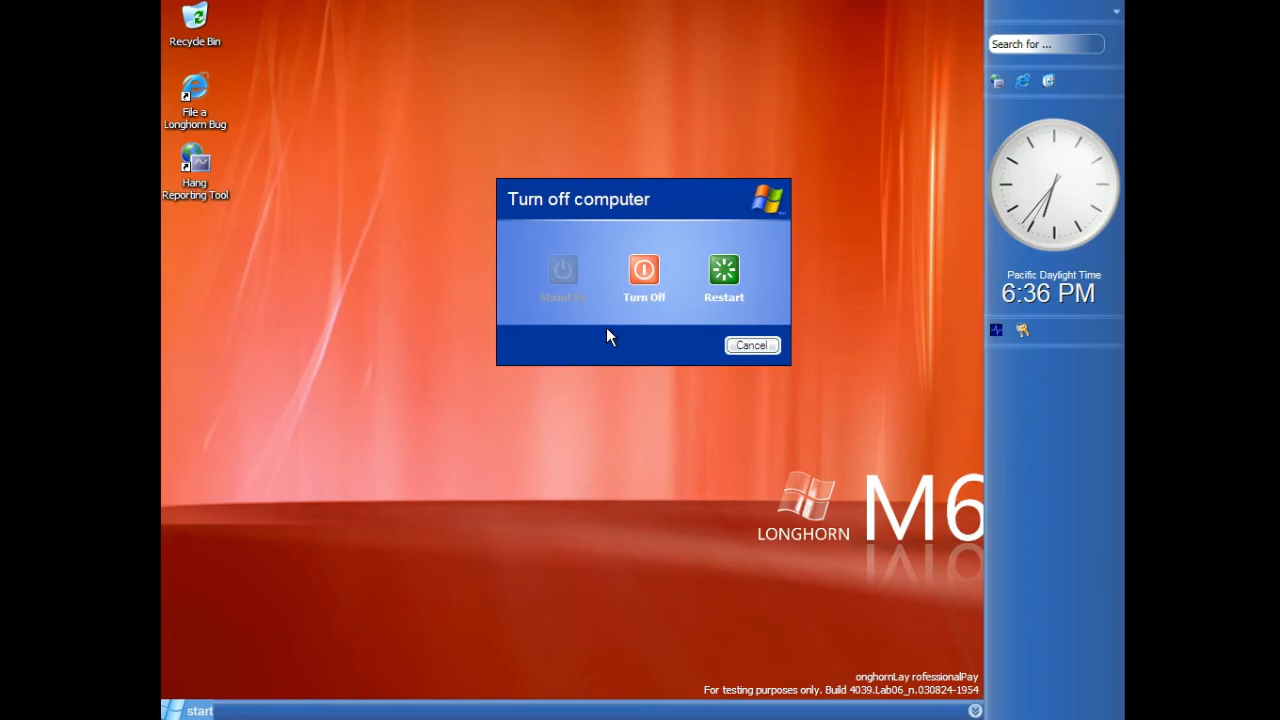 Recycle Bin
File a
Longhorn Bug
Hang
Reporting Tool
Turn off computer
Stand By
Turn Off
Restart
Cancel
Search for ...
Pacific Daylight Time
6:36 PM
LONGHORN M6
onghornLay rofessionalPay
For testing purposes only. Build 4039.Lab06_n.030824-1954
start